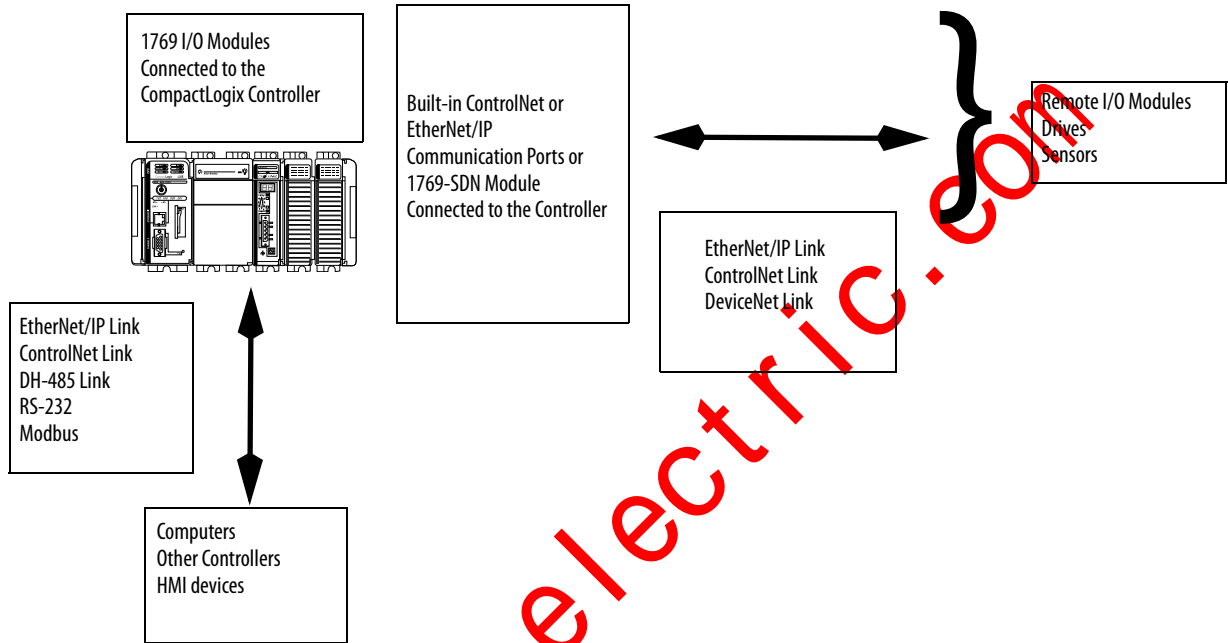 1769 I/O Modules
Connected to the
CompactLogix Controller
Built-in ControlNet or
EtherNet/IP
Communication Ports or
1769-SDN Module
Connected to the Controller
Remote I/O Modules
Drives
Sensors
EtherNet/IP Link
ControlNet Link
DeviceNet Link
EtherNet/IP Link
ControlNet Link
DH-485 Link
RS-232
Modbus
Computers
Other Controllers
HMI devices
electric.com